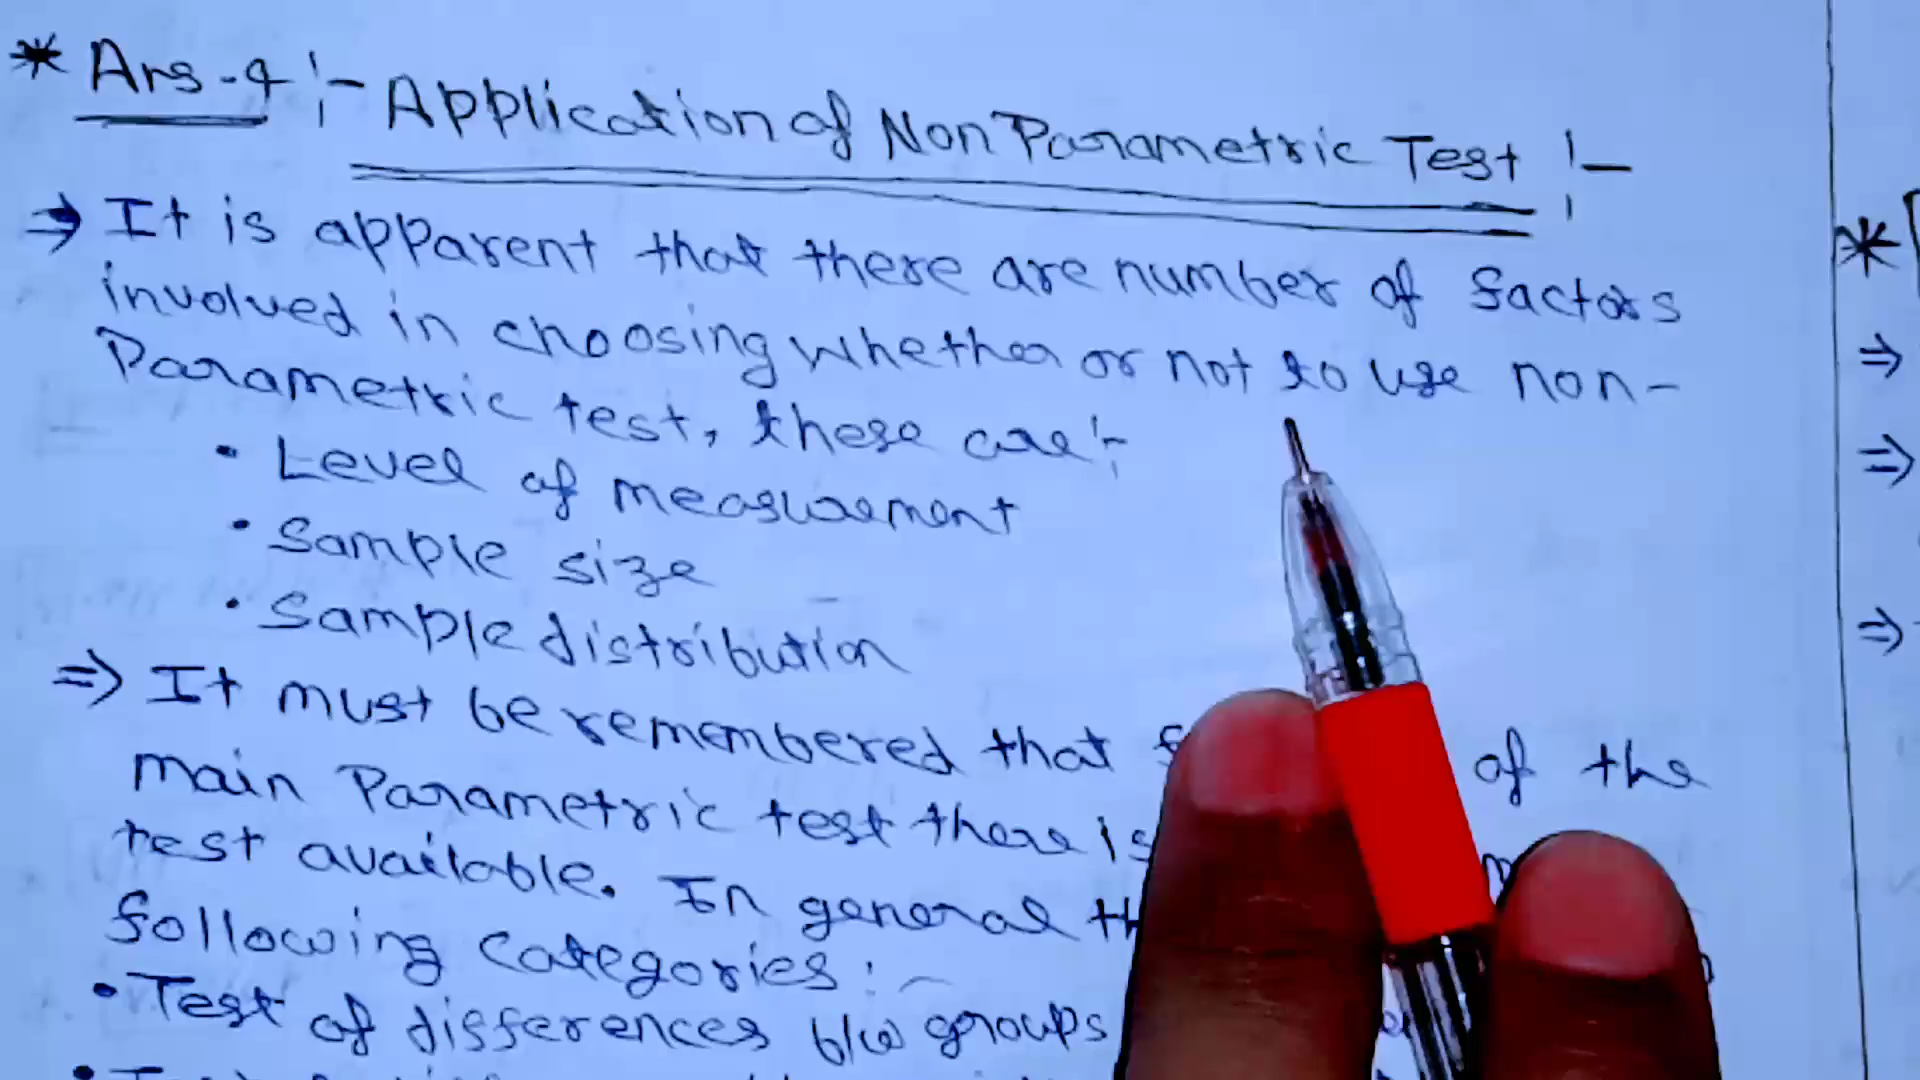 * Ans-4 :- Application of Non Parametric Test :-
→ It is apparent that there are number of factors
involved in choosing whether or not to use non-
Parametric test, these are:-
• Level of measurement
• Sample size
• Sample distribution
⇒ It must be remembered that of the
main Parametric test there is
test available. In general
following categories:-
• Test of differences b/w groups
*
⇒
⇒
⇒